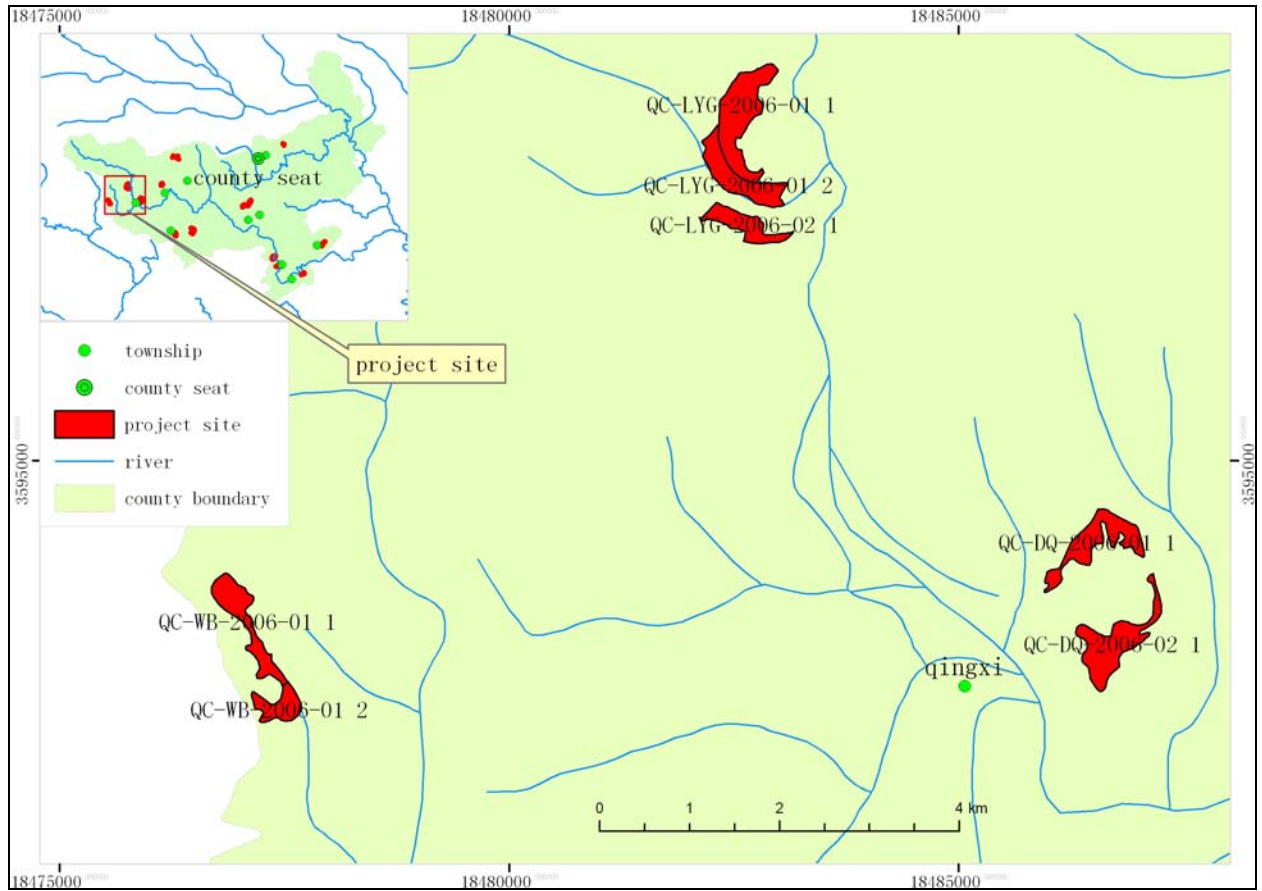 18475000
18480000
18485000
QC-LYG-2006-01 1
county seat
QC-LYG-2006-01 2
QC-LYG-2006-02 1
township
project site
county seat
project site
3595000
3595000
river
county boundary
QC-DQ-2006-01 1
QC-WB-2006-01 1
QC-DQ-2006-02 1
qingxi
QC-WB-2006-01 2
0 1 2 4 km
18475000
18480000
18485000